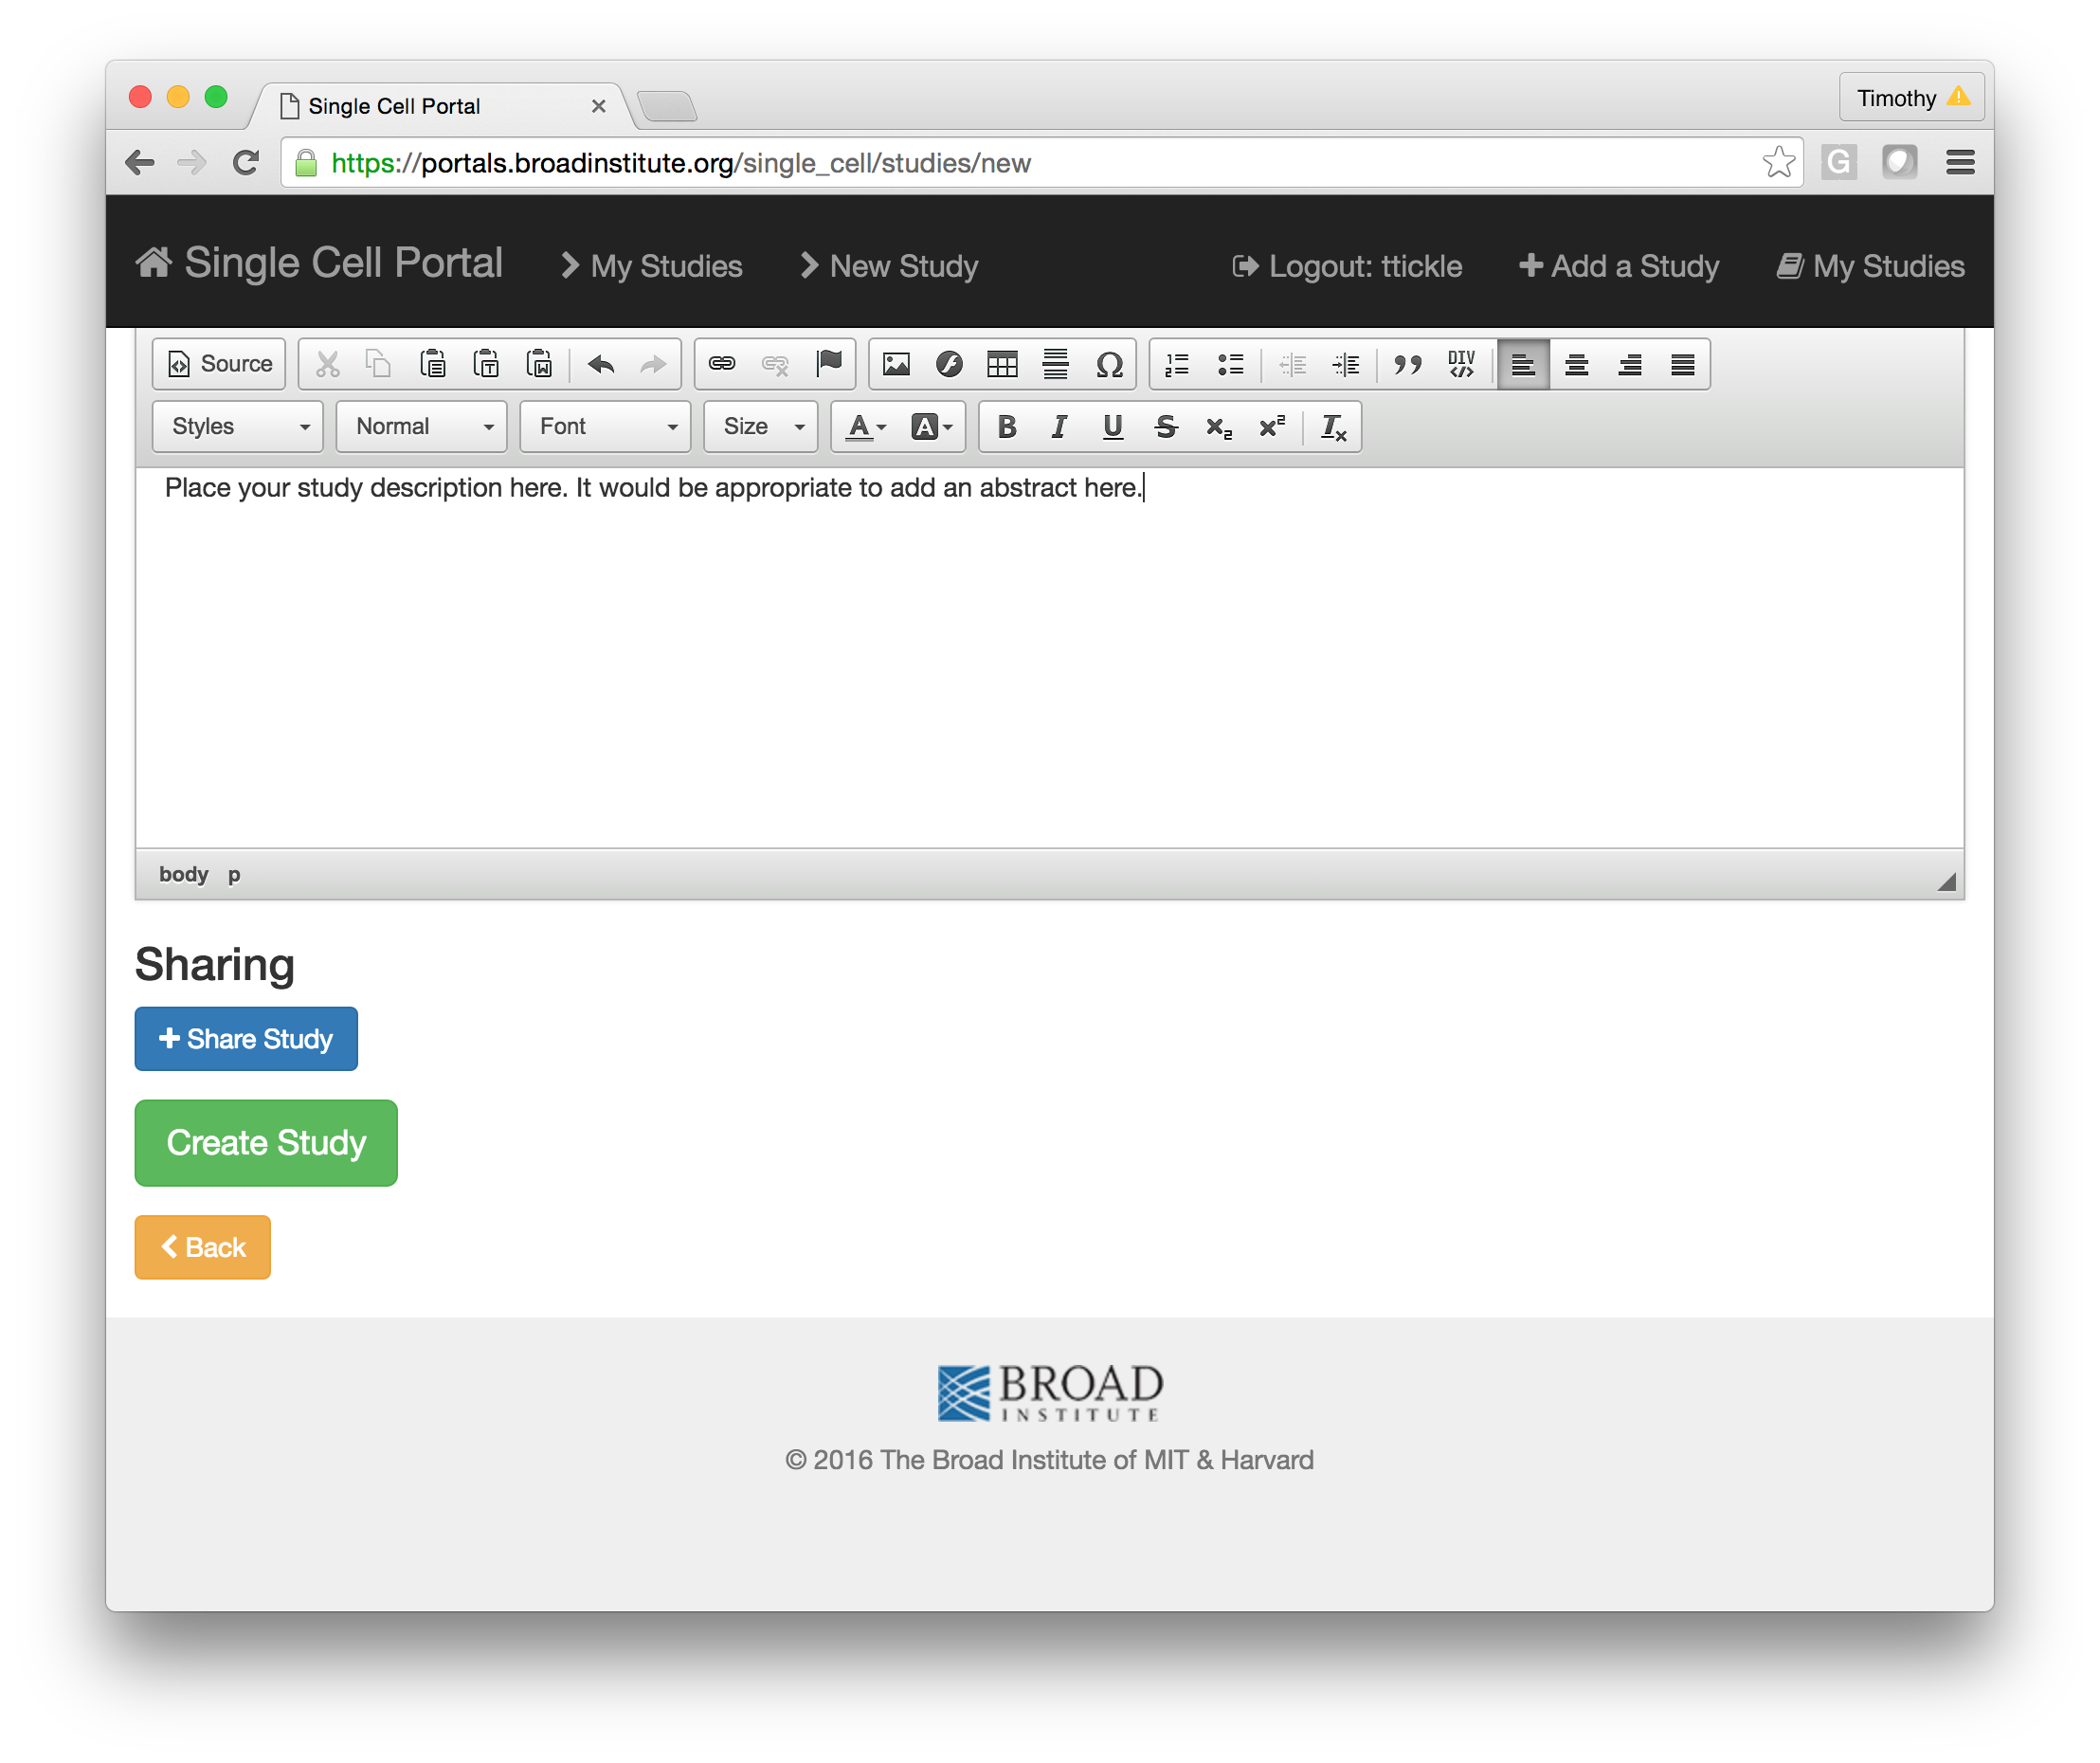 Single Cell Portal
Timothy
https://portals.broadinstitute.org/single_cell/studies/new
Single Cell Portal My Studies New Study Logout: ttickle Add a Study My Studies
Source
Styles Normal Font Size A A B I U S x₂ x² Tx
Place your study description here. It would be appropriate to add an abstract here.
body p
Sharing
Share Study
Create Study
Back
BROAD
INSTITUTE
© 2016 The Broad Institute of MIT & Harvard